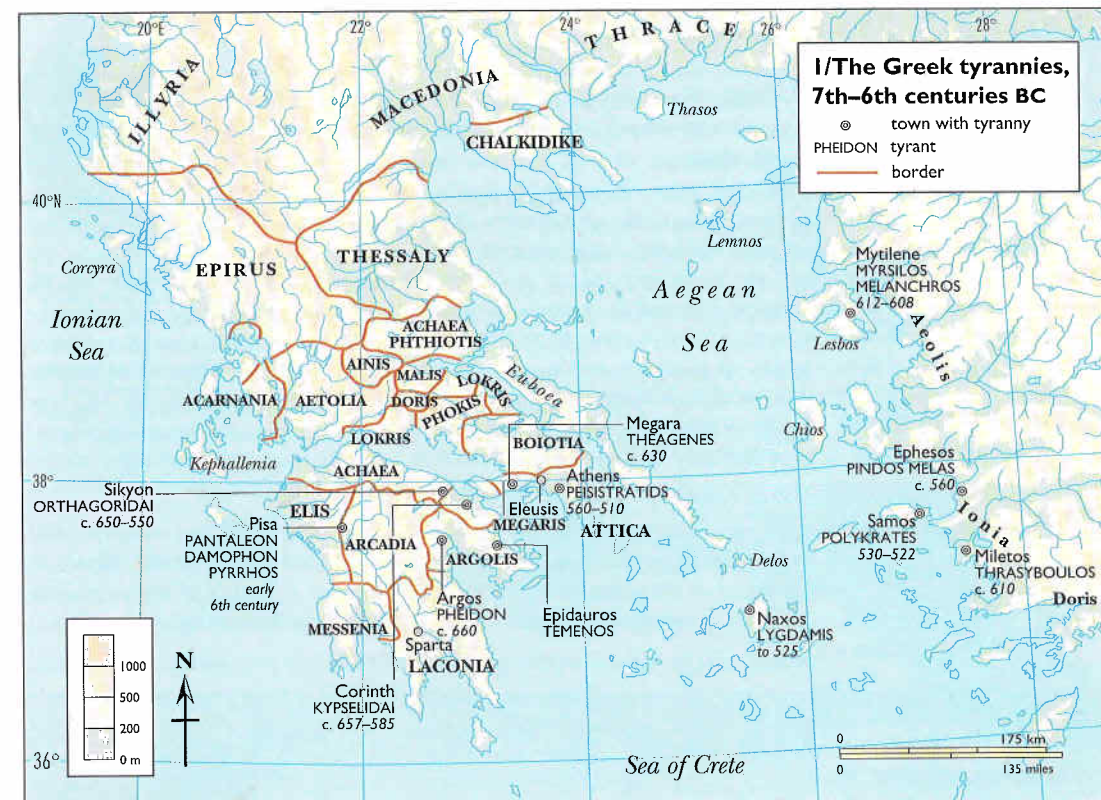 20°E
22°
24°
26°
28°
THRACE
1/The Greek tyrannies,
7th–6th centuries BC
town with tyranny
PHEIDON tyrant
border
ILLYRIA
MACEDONIA
Thasos
CHALKIDIKE
40°N
Lemnos
Corcyra
EPIRUS
THESSALY
Mytilene
MYRSILOS
MELANCHROS
612–608
Aegean
Sea
Ionian
Sea
ACHAEA
PHTHIOTIS
Lesbos
Aeolis
AINIS
MALIS
LOKRIS
Euboea
ACARNANIA
AETOLIA
DORIS
PHOKIS
LOKRIS
BOIOTIA
Megara
THEAGENES
c. 630
Chios
Kephallenia
ACHAEA
38°
Ephesos
PINDOS MELAS
c. 560
Sikyon
ORTHAGORIDAI
c. 650–550
Athens
PEISISTRATIDS
560–510
Eleusis
MEGARIS
ATTICA
ELIS
Pisa
PANTALEON
DAMOPHON
PYRRHOS
early
6th century
ARCADIA
ARGOLIS
Samos
POLYKRATES
530–522
Ionia
Delos
Miletos
THRASYBOULOS
c. 610
Doris
Argos
PHEIDON
c. 660
Epidauros
TEMENOS
Naxos
LYGDAMIS
to 525
MESSENIA
Sparta
LACONIA
Corinth
KYPSELIDAI
c. 657–585
1000
500
200
0 m
N
36°
Sea of Crete
0 175 km
0 135 miles